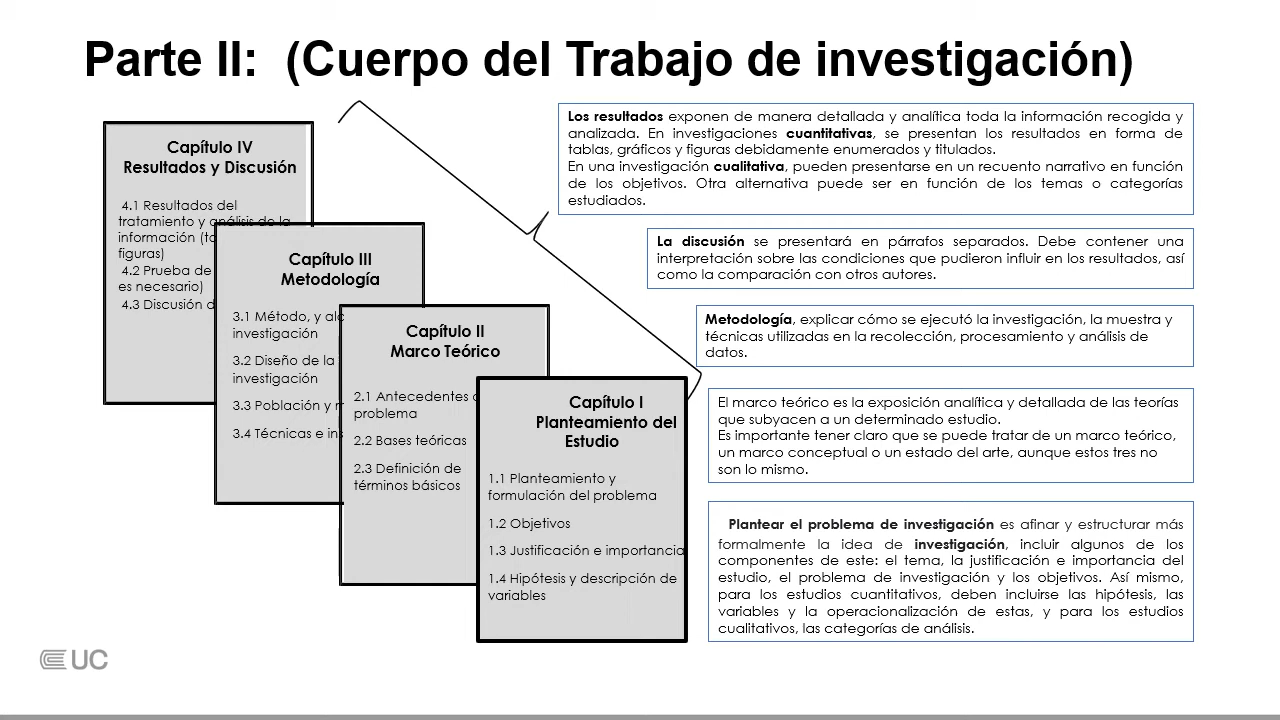 Parte II:  (Cuerpo del Trabajo de investigación)
Capítulo IV
Resultados y Discusión
4.1 Resultados del
tratamiento y análisis de la
información
figuras)
4.2 Prueba de
es necesario)
4.3 Discusión
Capítulo III
Metodología
3.1 Método, y
investigación
3.2 Diseño de la
investigación
3.3 Población y
3.4 Técnicas e
Capítulo II
Marco Teórico
2.1 Antecedentes
problema
2.2 Bases teóricas
2.3 Definición de
términos básicos
Capítulo I
Planteamiento del
Estudio
1.1 Planteamiento y
formulación del problema
1.2 Objetivos
1.3 Justificación e importancia
1.4 Hipótesis y descripción de
variables
Los resultados exponen de manera detallada y analítica toda la información recogida y
analizada. En investigaciones cuantitativas, se presentan los resultados en forma de
tablas, gráficos y figuras debidamente enumerados y titulados.
En una investigación cualitativa, pueden presentarse en un recuento narrativo en función
de los objetivos. Otra alternativa puede ser en función de los temas o categorías
estudiados.
La discusión se presentará en párrafos separados. Debe contener una
interpretación sobre las condiciones que pudieron influir en los resultados, así
como la comparación con otros autores.
Metodología, explicar cómo se ejecutó la investigación, la muestra y
técnicas utilizadas en la recolección, procesamiento y análisis de
datos.
El marco teórico es la exposición analítica y detallada de las teorías
que subyacen a un determinado estudio.
Es importante tener claro que se puede tratar de un marco teórico,
un marco conceptual o un estado del arte, aunque estos tres no
son lo mismo.
Plantear el problema de investigación es afinar y estructurar más
formalmente la idea de investigación, incluir algunos de los
componentes de este: el tema, la justificación e importancia del
estudio, el problema de investigación y los objetivos. Así mismo,
para los estudios cuantitativos, deben incluirse las hipótesis, las
variables y la operacionalización de estas, y para los estudios
cualitativos, las categorías de análisis.
UC